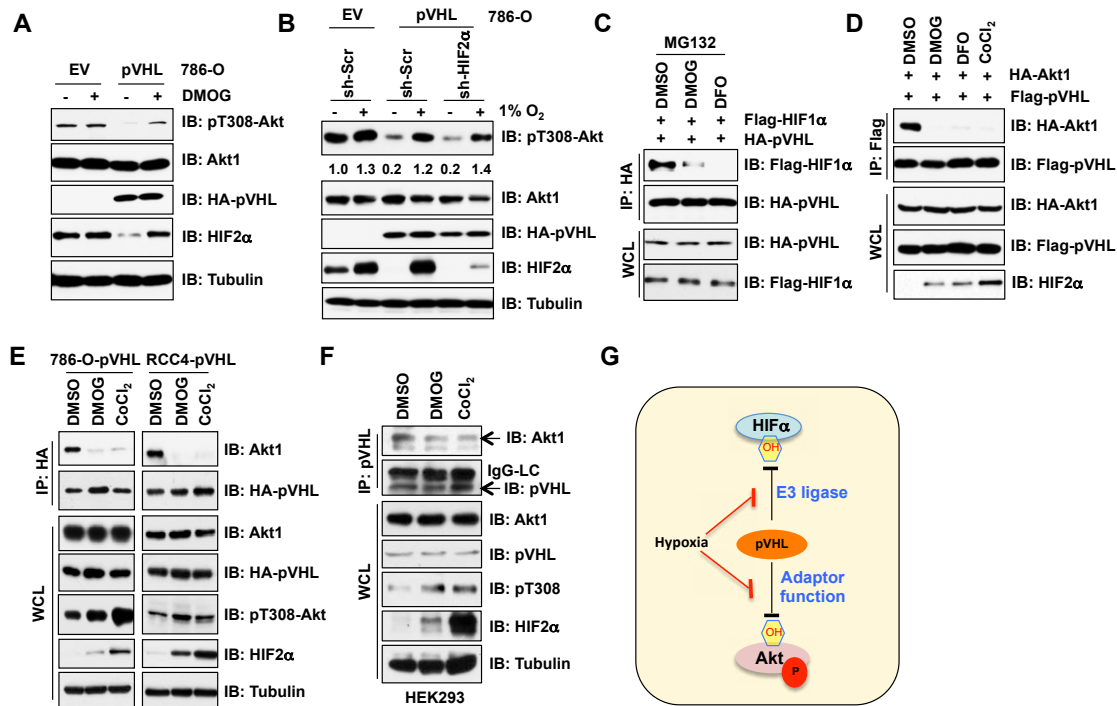 A
EV pVHL 786-O
- + - + DMOG
IB: pT308-Akt
IB: Akt1
IB: HA-pVHL
IB: HIF2α
IB: Tubulin
B
EV pVHL 786-O
sh-Scr sh-Scr sh-HIF2α
- + - + - + 1% O2
IB: pT308-Akt
1.0 1.3 0.2 1.2 0.2 1.4
IB: Akt1
IB: HA-pVHL
IB: HIF2α
IB: Tubulin
C
MG132
DMSO DMOG DFO
+ + + Flag-HIF1α
+ + + HA-pVHL
IP: HA
IB: Flag-HIF1α
IB: HA-pVHL
WCL
IB: HA-pVHL
IB: Flag-HIF1α
D
DMSO DMOG DFO CoCl2
+ + + + HA-Akt1
+ + + + Flag-pVHL
IP: Flag
IB: HA-Akt1
IB: Flag-pVHL
WCL
IB: HA-Akt1
IB: Flag-pVHL
IB: HIF2α
E
786-O-pVHL RCC4-pVHL
DMSO DMOG CoCl2 DMSO DMOG CoCl2
IP: HA
IB: Akt1
IB: HA-pVHL
WCL
IB: Akt1
IB: HA-pVHL
IB: pT308-Akt
IB: HIF2α
IB: Tubulin
F
DMSO DMOG CoCl2
IP: pVHL
IB: Akt1
IgG-LC
IB: pVHL
WCL
IB: Akt1
IB: pVHL
IB: pT308
IB: HIF2α
IB: Tubulin
HEK293
G
HIFα
OH
E3 ligase
Hypoxia
pVHL
Adaptor
function
OH
Akt
P